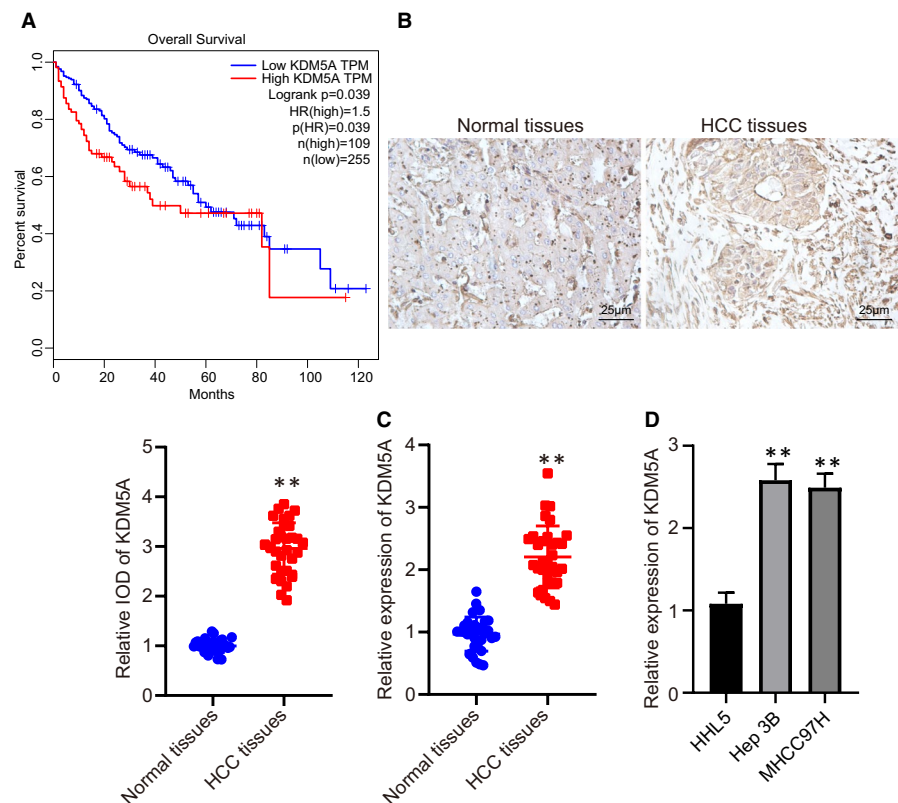 A
Overall Survival
Percent survival
1.0
0.8
0.6
0.4
0.2
0.0
Low KDM5A TPM
High KDM5A TPM
Logrank p=0.039
HR(high)=1.5
p(HR)=0.039
n(high)=109
n(low)=255
0 20 40 60 80 100 120
Months
B
Normal tissues
HCC tissues
25μm
25μm
Relative IOD of KDM5A
5
4
3
2
1
0
**
Normal tissues
HCC tissues
C
Relative expression of KDM5A
4
3
2
1
0
**
Normal tissues
HCC tissues
D
Relative expression of KDM5A
3
2
1
0
** **
HHL5
Hep 3B
MHCC97H